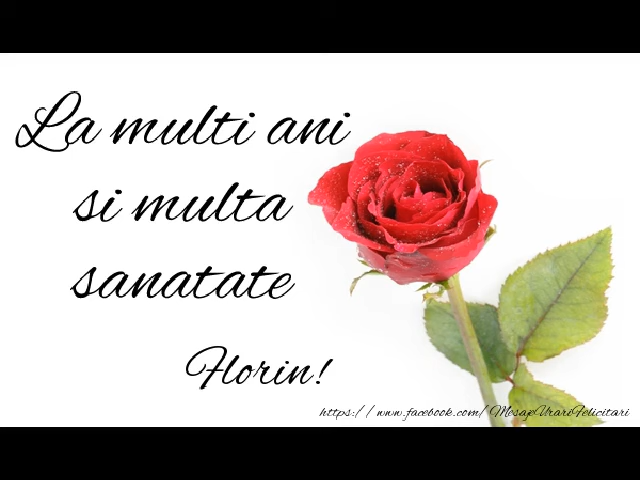 La multi ani
si multa
sanatate
Florin!
https://www.facebook.com/MesajeUrariFelicitari